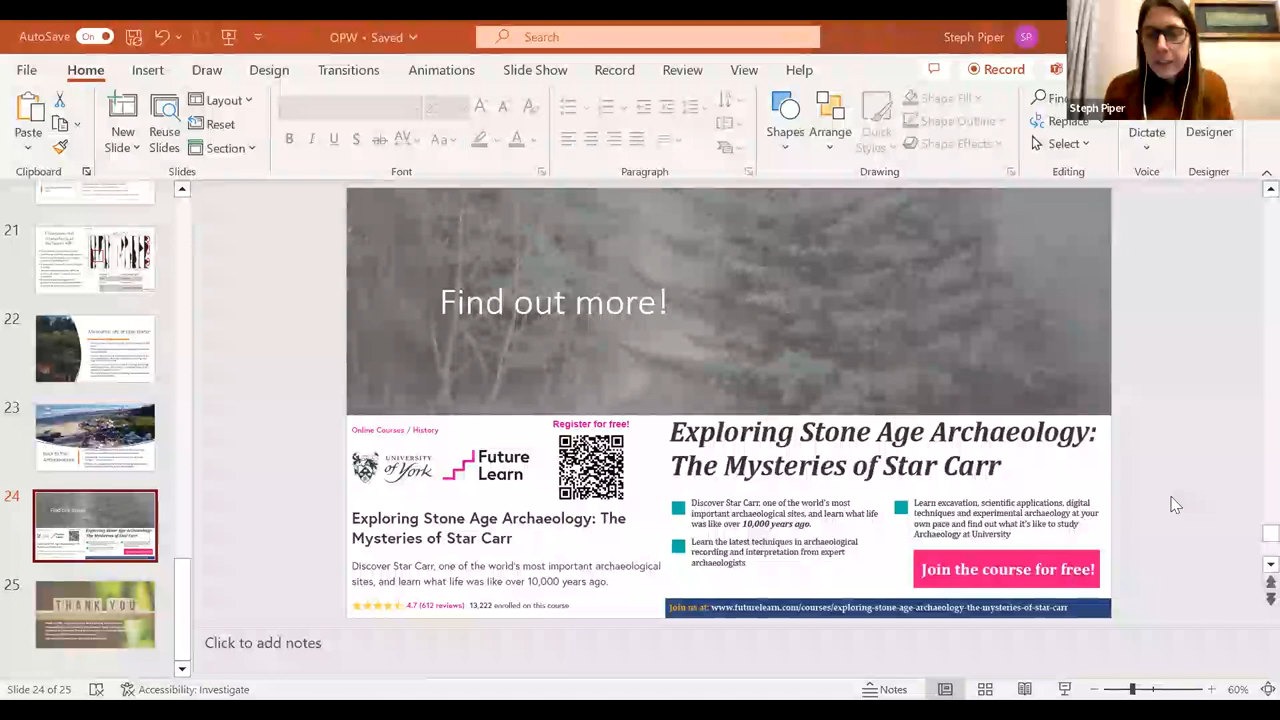 AutoSave On OPW • Saved Search Steph Piper SP
File Home Insert Draw Design Transitions Animations Slide Show Record Review View Help Record
Steph Piper
Paste New Slide Reuse Slides Layout Reset Section
B I U S ab AV Aa A
Shapes Arrange Quick Styles Shape Fill Shape Outline Shape Effects
Find Replace Select Dictate Designer
Clipboard Slides Font Paragraph Drawing Editing Voice Designer
21
22
23
24
25
THANK YOU
Find out more!
Online Courses / History
Register for free!
UNIVERSITY of York
Future Learn
Exploring Stone Age Archaeology: The
Mysteries of Star Carr
Discover Star Carr, one of the world's most important archaeological
sites, and learn what life was like over 10,000 years ago.
4.7 (612 reviews) 13,222 enrolled on this course
Exploring Stone Age Archaeology:
The Mysteries of Star Carr
Discover Star Carr, one of the world's most
important archaeological sites, and learn what life
was like over 10,000 years ago.
Learn the latest techniques in archaeological
recording and interpretation from expert
archaeologists
Learn excavation, scientific applications, digital
techniques and experimental archaeology at your
own pace and find out what it's like to study
Archaeology at University
Join the course for free!
Join us at: www.futurelearn.com/courses/exploring-stone-age-archaeology-the-mysteries-of-star-carr
Click to add notes
Slide 24 of 25 Accessibility: Investigate Notes 60%